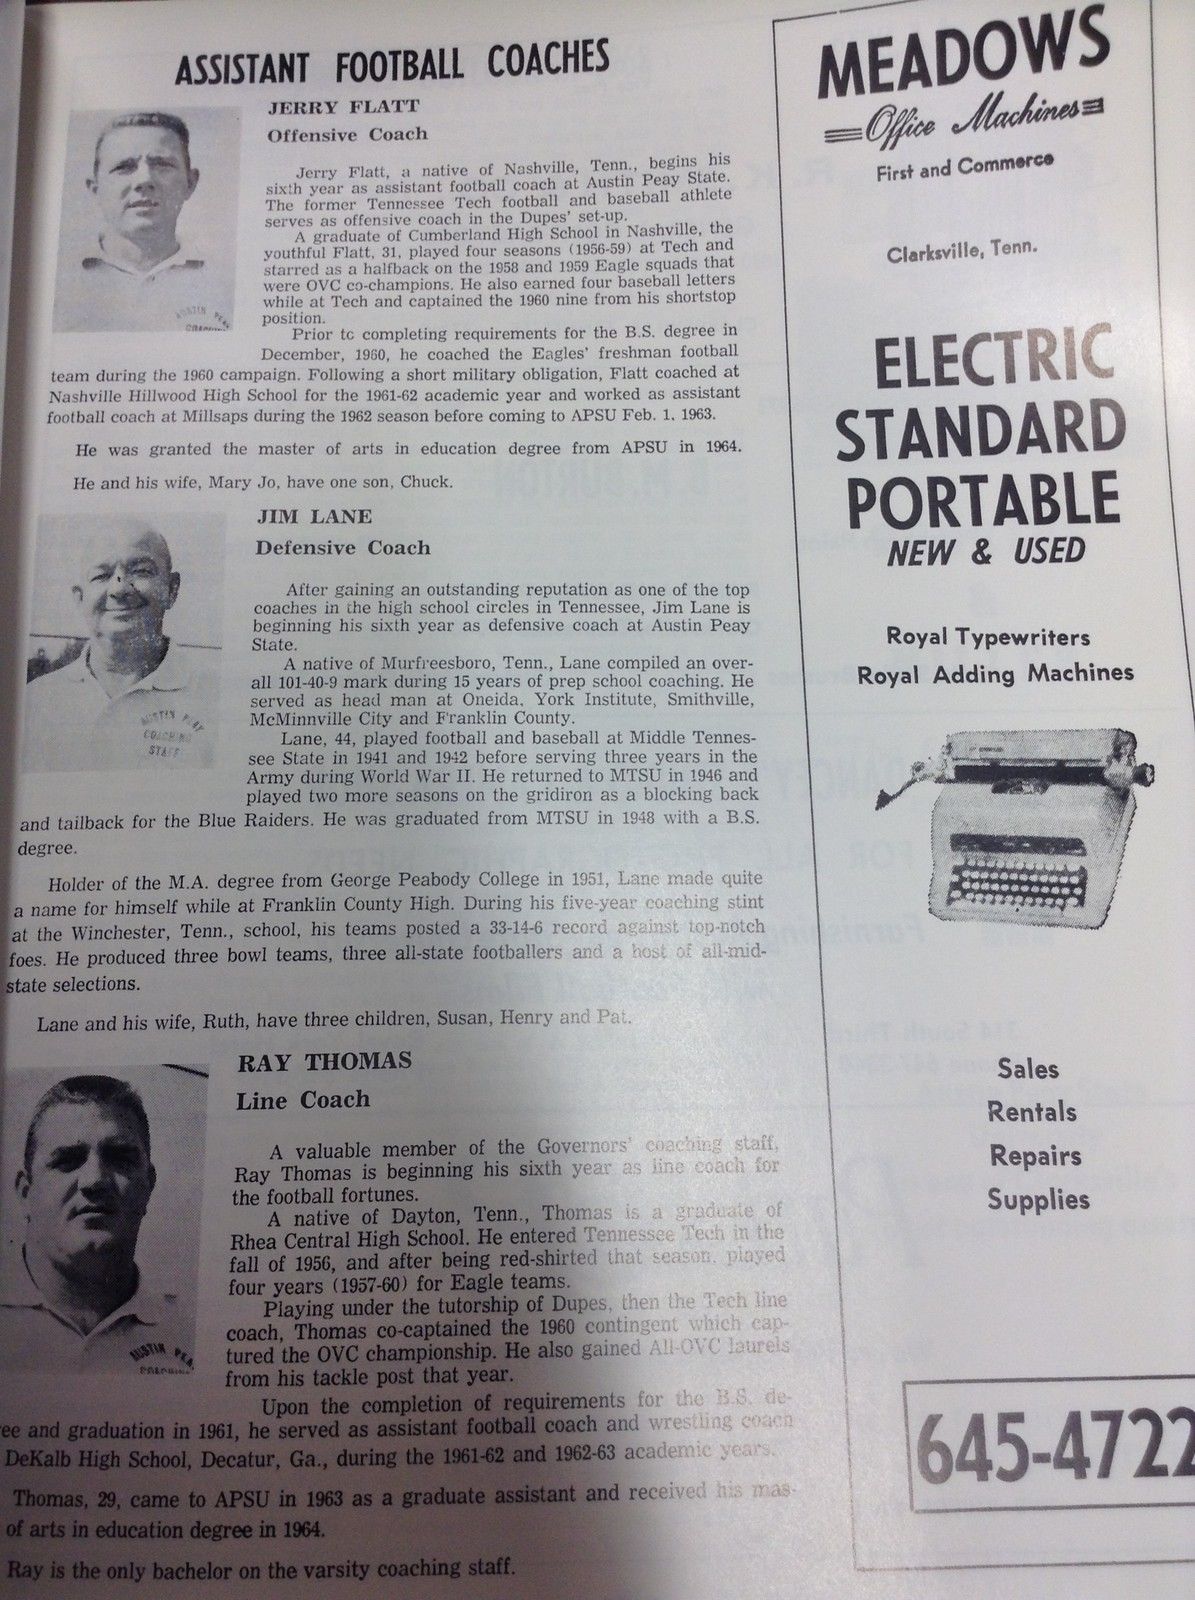 ASSISTANT FOOTBALL COACHES
JERRY FLATT
Offensive Coach
Jerry Flatt, a native of Nashville, Tenn., begins his
sixth year as assistant football coach at Austin Peay State.
The former Tennessee Tech football and baseball athlete
serves as offensive coach in the Dupes' set-up.
A graduate of Cumberland High School in Nashville, the
youthful Flatt, 31, played four seasons (1956-59) at Tech and
starred as a halfback on the 1958 and 1959 Eagle squads that
were OVC co-champions. He also earned four baseball letters
while at Tech and captained the 1960 nine from his shortstop
position.
Prior to completing requirements for the B.S. degree in
December, 1960, he coached the Eagles' freshman football
team during the 1960 campaign. Following a short military obligation, Flatt coached at
Nashville Hillwood High School for the 1961-62 academic year and worked as assistant
football coach at Millsaps during the 1962 season before coming to APSU Feb. 1, 1963.
He was granted the master of arts in education degree from APSU in 1964.
He and his wife, Mary Jo, have one son, Chuck.
AUSTIN PEAY
COACHING
JIM LANE
Defensive Coach
After gaining an outstanding reputation as one of the top
coaches in the high school circles in Tennessee, Jim Lane is
beginning his sixth year as defensive coach at Austin Peay
State.
A native of Murfreesboro, Tenn., Lane compiled an over-
all 101-40-9 mark during 15 years of prep school coaching. He
served as head man at Oneida, York Institute, Smithville,
McMinnville City and Franklin County.
Lane, 44, played football and baseball at Middle Tennes-
see State in 1941 and 1942 before serving three years in the
Army during World War II. He returned to MTSU in 1946 and
played two more seasons on the gridiron as a blocking back
and tailback for the Blue Raiders. He was graduated from MTSU in 1948 with a B.S.
degree.
Holder of the M.A. degree from George Peabody College in 1951, Lane made quite
a name for himself while at Franklin County High. During his five-year coaching stint
at the Winchester, Tenn., school, his teams posted a 33-14-6 record against top-notch
foes. He produced three bowl teams, three all-state footballers and a host of all-mid-
state selections.
Lane and his wife, Ruth, have three children, Susan, Henry and Pat.
AUSTIN PEAY
COACHING
STAFF
RAY THOMAS
Line Coach
A valuable member of the Governors' coaching staff,
Ray Thomas is beginning his sixth year as line coach for
the football fortunes.
A native of Dayton, Tenn., Thomas is a graduate of
Rhea Central High School. He entered Tennessee Tech in the
fall of 1956, and after being red-shirted that season, played
four years (1957-60) for Eagle teams.
Playing under the tutorship of Dupes, then the Tech line
coach, Thomas co-captained the 1960 contingent which cap-
tured the OVC championship. He also gained All-OVC laurels
from his tackle post that year.
Upon the completion of requirements for the B.S. de-
ee and graduation in 1961, he served as assistant football coach and wrestling coach
DeKalb High School, Decatur, Ga., during the 1961-62 and 1962-63 academic years.
Thomas, 29, came to APSU in 1963 as a graduate assistant and received his mas-
of arts in education degree in 1964.
Ray is the only bachelor on the varsity coaching staff.
AUSTIN PEA
MEADOWS
Office Machines
First and Commerce
Clarksville, Tenn.
ELECTRIC
STANDARD
PORTABLE
NEW & USED
Royal Typewriters
Royal Adding Machines
Sales
Rentals
Repairs
Supplies
645-4722